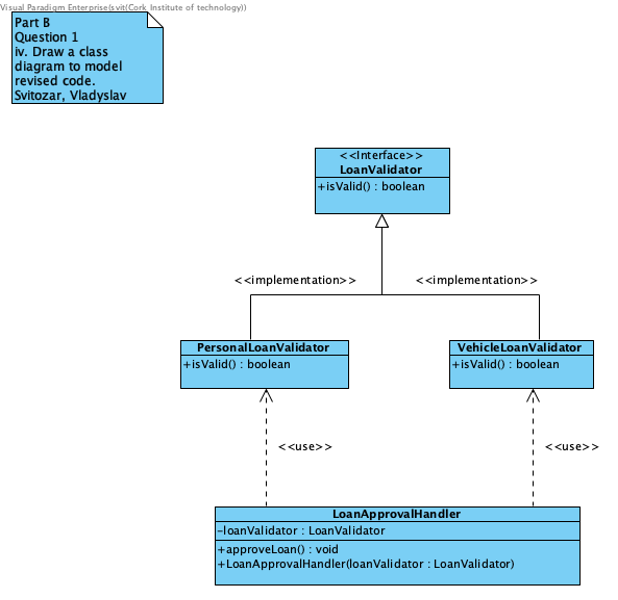 Visual Paradigm Enterprise(svit(Cork Institute of technology))
Part B
Question 1
iv. Draw a class
diagram to model
revised code.
Svitozar, Vladyslav
<<Interface>>
LoanValidator
+isValid() : boolean
<<implementation>>
<<implementation>>
PersonalLoanValidator
+isValid() : boolean
VehicleLoanValidator
+isValid() : boolean
<<use>>
<<use>>
LoanApprovalHandler
-loanValidator : LoanValidator
+approveLoan() : void
+LoanApprovalHandler(loanValidator : LoanValidator)